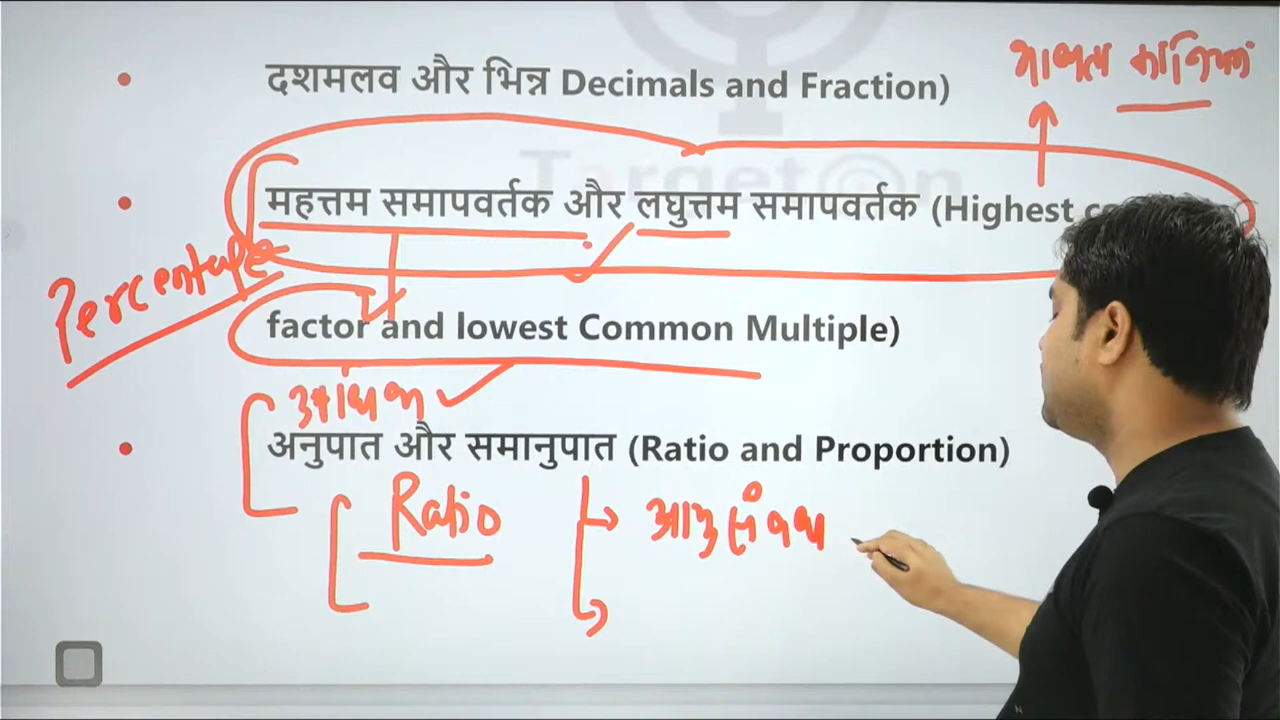 दशमलव और भिन्न Decimals and Fraction)
महत्तम समापवर्तक और लघुत्तम समापवर्तक (Highest
Percentage
factor and lowest Common Multiple)
अनुपात और समानुपात (Ratio and Proportion)
Ratio